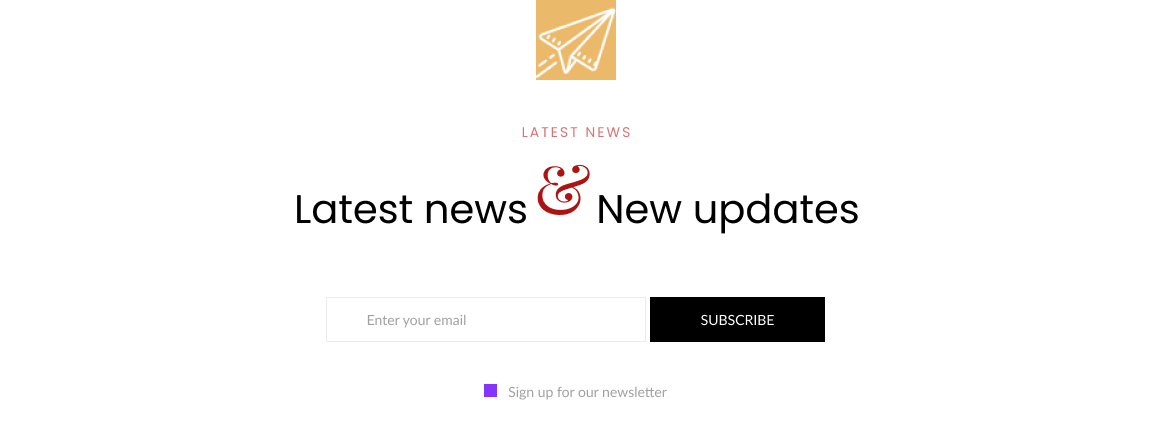 LATEST NEWS
Latest news & New updates
Enter your email
SUBSCRIBE
Sign up for our newsletter